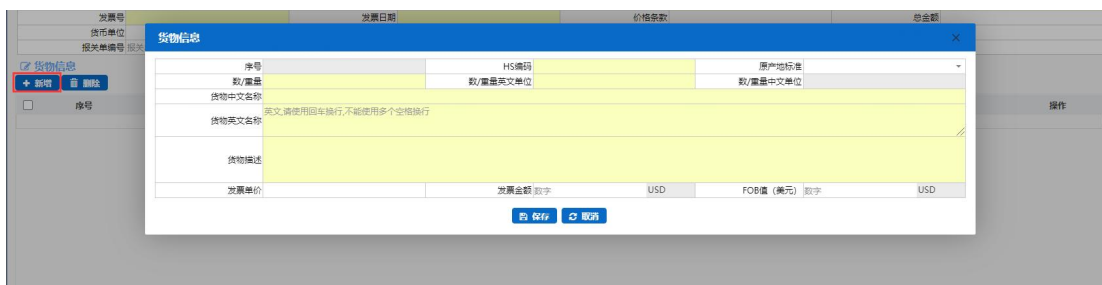 发票号 发票日期 价格条款 总金额
货币单位
报关单编号 报关
货物信息
货物信息
新增 删除
序号 操作
序号 HS编码 原产地标准
数/重量 数/重量英文单位 数/重量中文单位
货物中文名称
货物英文名称 英文,请使用回车换行,不能使用多个空格换行
货物描述
发票单价 发票金额 数字 USD FOB值（美元） 数字 USD
保存 取消